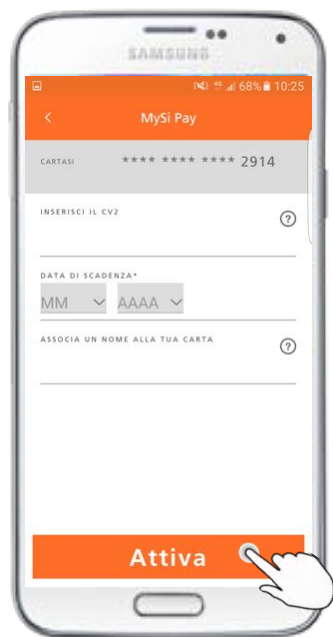 SAMSUNG
4G 68% 10:25
MySi Pay
CARTASI **** **** **** 2914
INSERISCI IL CV2
?
DATA DI SCADENZA*
MM AAAA
ASSOCIA UN NOME ALLA TUA CARTA
?
Attiva